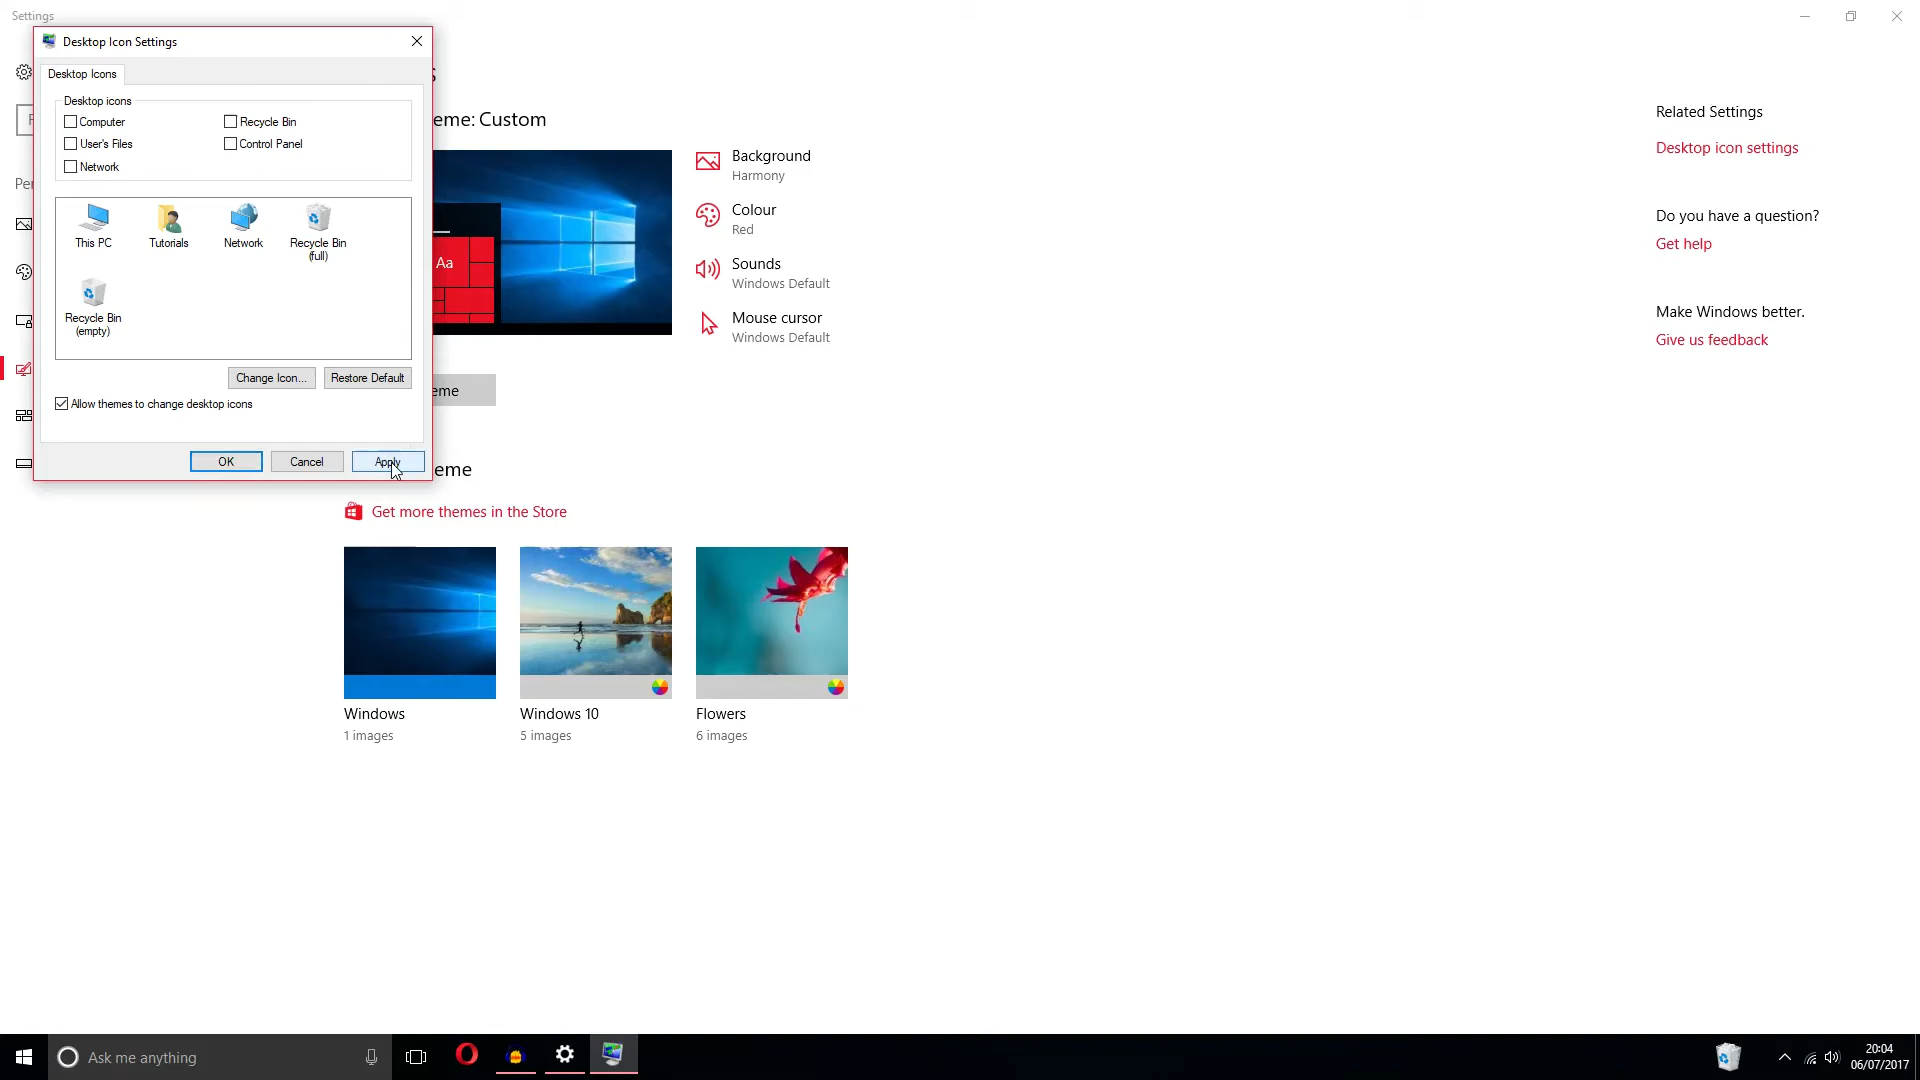 Settings
Desktop Icon Settings
Desktop Icons
Desktop icons
Computer
Recycle Bin
User's Files
Control Panel
Network
This PC
Tutorials
Network
Recycle Bin
(full)
Recycle Bin
(empty)
Change Icon...
Restore Default
Allow themes to change desktop icons
OK
Cancel
Apply
F
Per
s
eme: Custom
Aa
Background
Harmony
Colour
Red
Sounds
Windows Default
Mouse cursor
Windows Default
eme
eme
Get more themes in the Store
Windows
1 images
Windows 10
5 images
Flowers
6 images
Related Settings
Desktop icon settings
Do you have a question?
Get help
Make Windows better.
Give us feedback
Ask me anything
20:04
06/07/2017